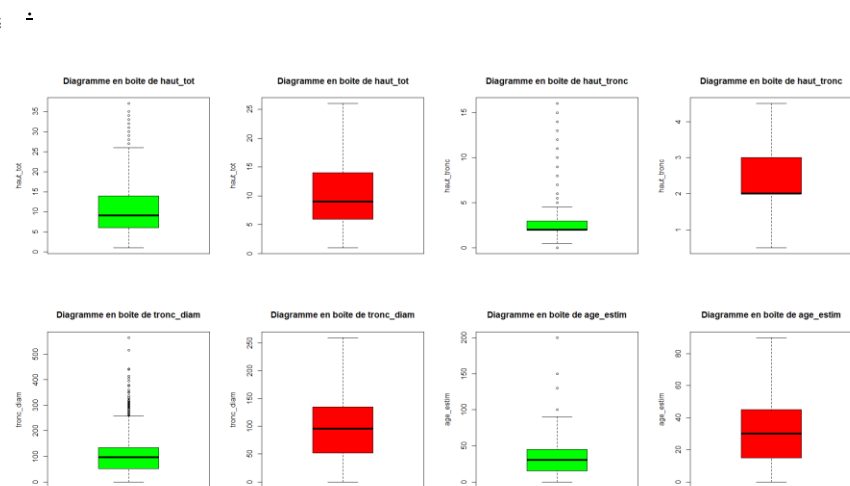 Diagramme en boite de haut_tot Diagramme en boite de haut_tot Diagramme en boite de haut_tronc Diagramme en boite de haut_tronc
haut_tot 0 5 10 15 20 25 30 35
haut_tot 0 5 10 15 20 25
haut_tronc 0 5 10 15
haut_tronc 1 2 3 4
Diagramme en boite de tronc_diam Diagramme en boite de tronc_diam Diagramme en boite de age_estim Diagramme en boite de age_estim
tronc_diam 0 100 200 300 400 500
tronc_diam 0 50 100 150 200 250
age_estim 0 50 100 150 200
age_estim 0 20 40 60 80